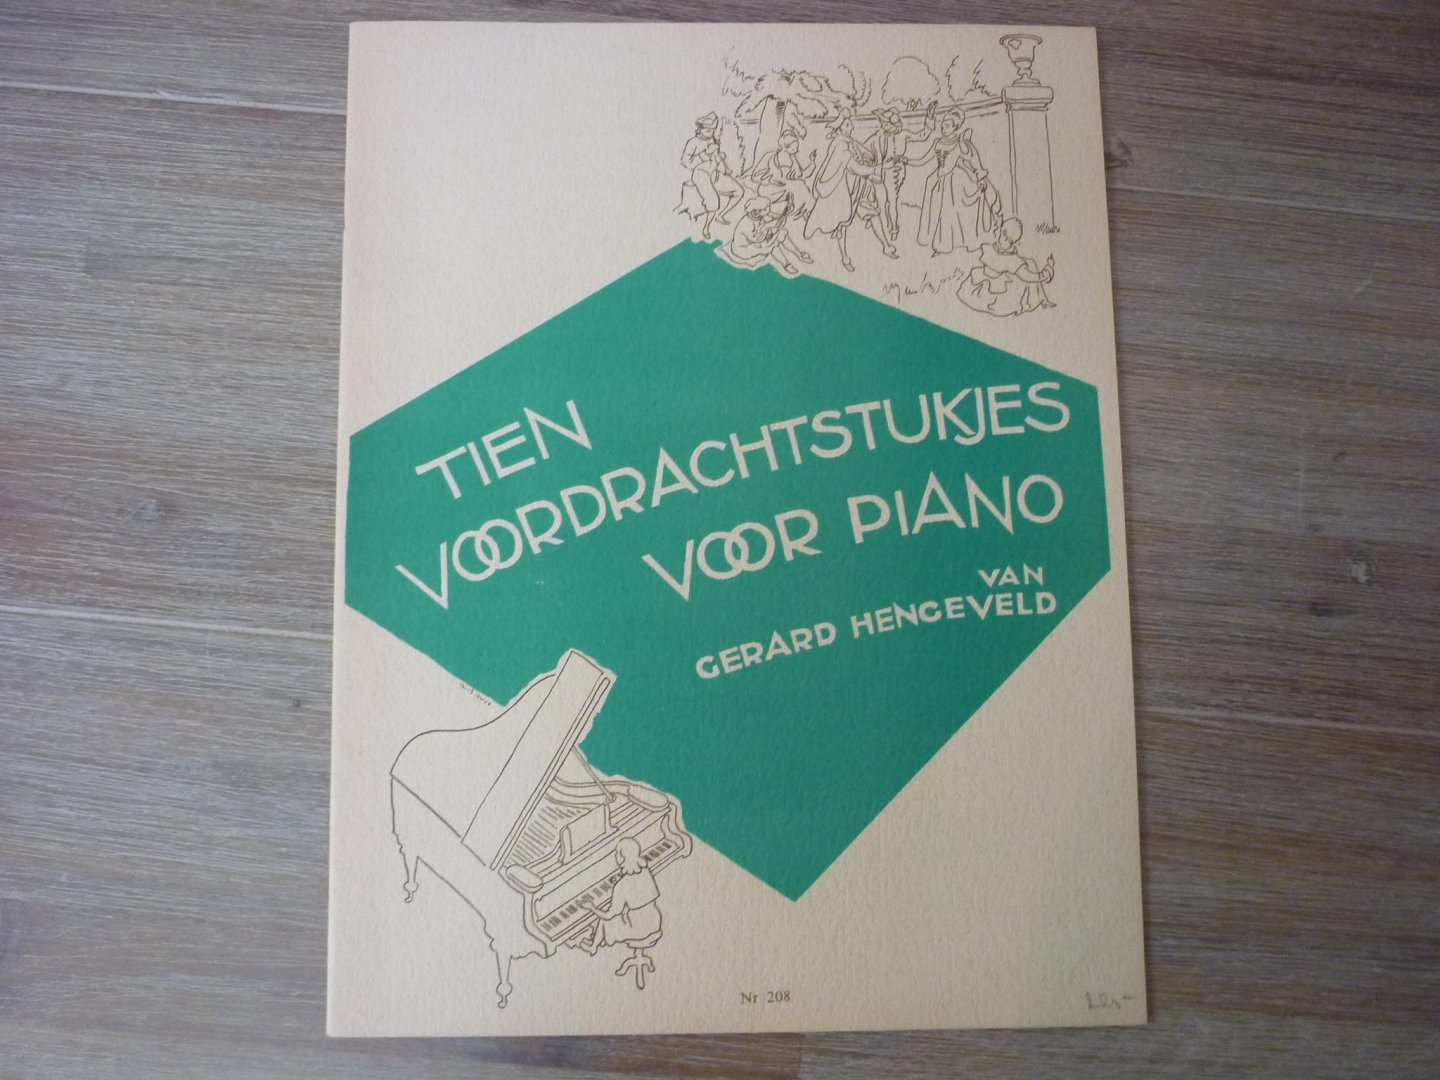 TIEN
VOORDRACHTSTUKJES
VOOR PIANO
VAN
GERARD HENGEVELD
Nr 208